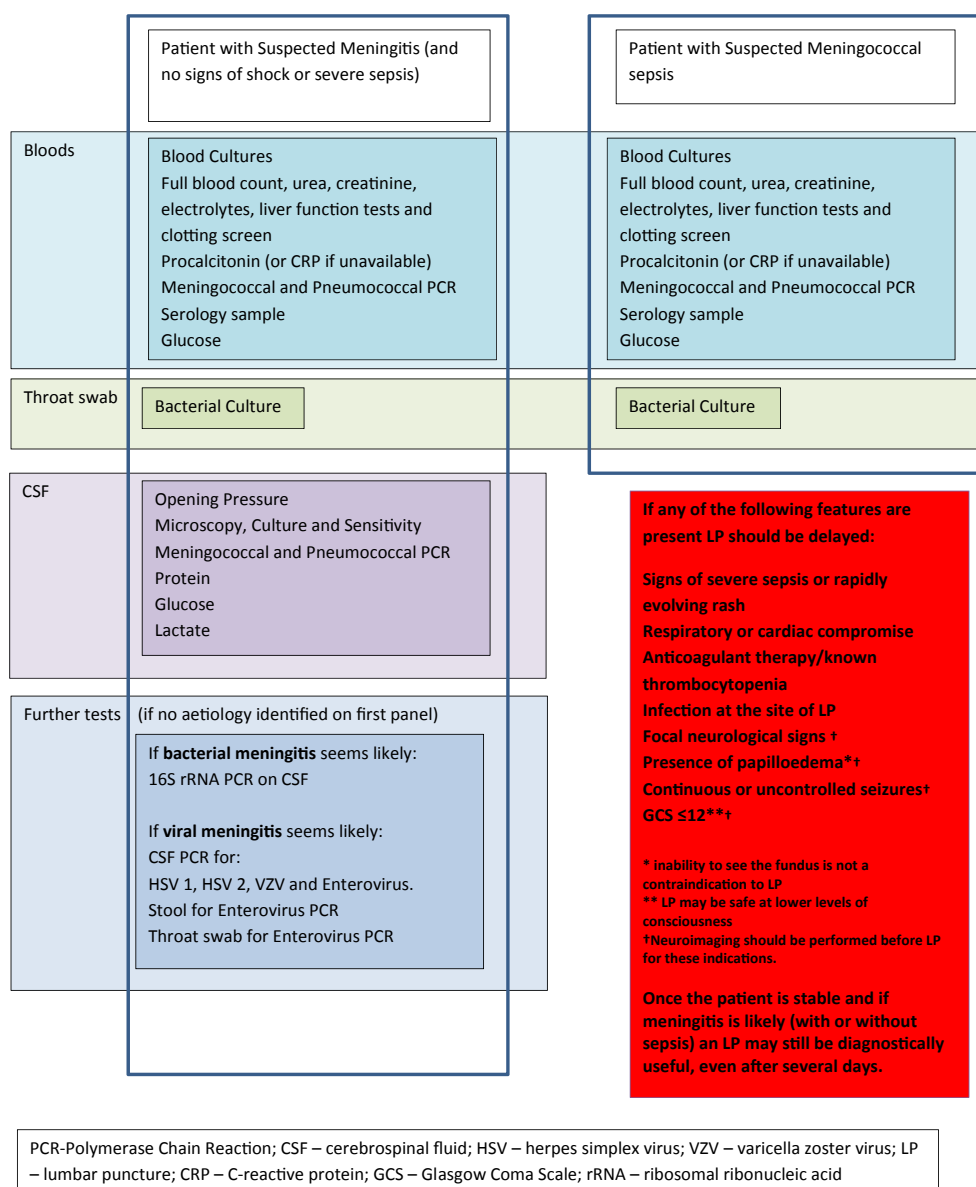 Patient with Suspected Meningitis (and
no signs of shock or severe sepsis)
Patient with Suspected Meningococcal
sepsis
Bloods
Blood Cultures
Full blood count, urea, creatinine,
electrolytes, liver function tests and
clotting screen
Procalcitonin (or CRP if unavailable)
Meningococcal and Pneumococcal PCR
Serology sample
Glucose
Blood Cultures
Full blood count, urea, creatinine,
electrolytes, liver function tests and
clotting screen
Procalcitonin (or CRP if unavailable)
Meningococcal and Pneumococcal PCR
Serology sample
Glucose
Throat swab
Bacterial Culture
Bacterial Culture
CSF
Opening Pressure
Microscopy, Culture and Sensitivity
Meningococcal and Pneumococcal PCR
Protein
Glucose
Lactate
Further tests (if no aetiology identified on first panel)
If bacterial meningitis seems likely:
16S rRNA PCR on CSF
If viral meningitis seems likely:
CSF PCR for:
HSV 1, HSV 2, VZV and Enterovirus.
Stool for Enterovirus PCR
Throat swab for Enterovirus PCR
If any of the following features are
present LP should be delayed:
Signs of severe sepsis or rapidly
evolving rash
Respiratory or cardiac compromise
Anticoagulant therapy/known
thrombocytopenia
Infection at the site of LP
Focal neurological signs †
Presence of papilloedema*†
Continuous or uncontrolled seizures†
GCS ≤12**†
* inability to see the fundus is not a
contraindication to LP
** LP may be safe at lower levels of
consciousness
†Neuroimaging should be performed before LP
for these indications.
Once the patient is stable and if
meningitis is likely (with or without
sepsis) an LP may still be diagnostically
useful, even after several days.
PCR-Polymerase Chain Reaction; CSF – cerebrospinal fluid; HSV – herpes simplex virus; VZV – varicella zoster virus; LP
– lumbar puncture; CRP – C-reactive protein; GCS – Glasgow Coma Scale; rRNA – ribosomal ribonucleic acid